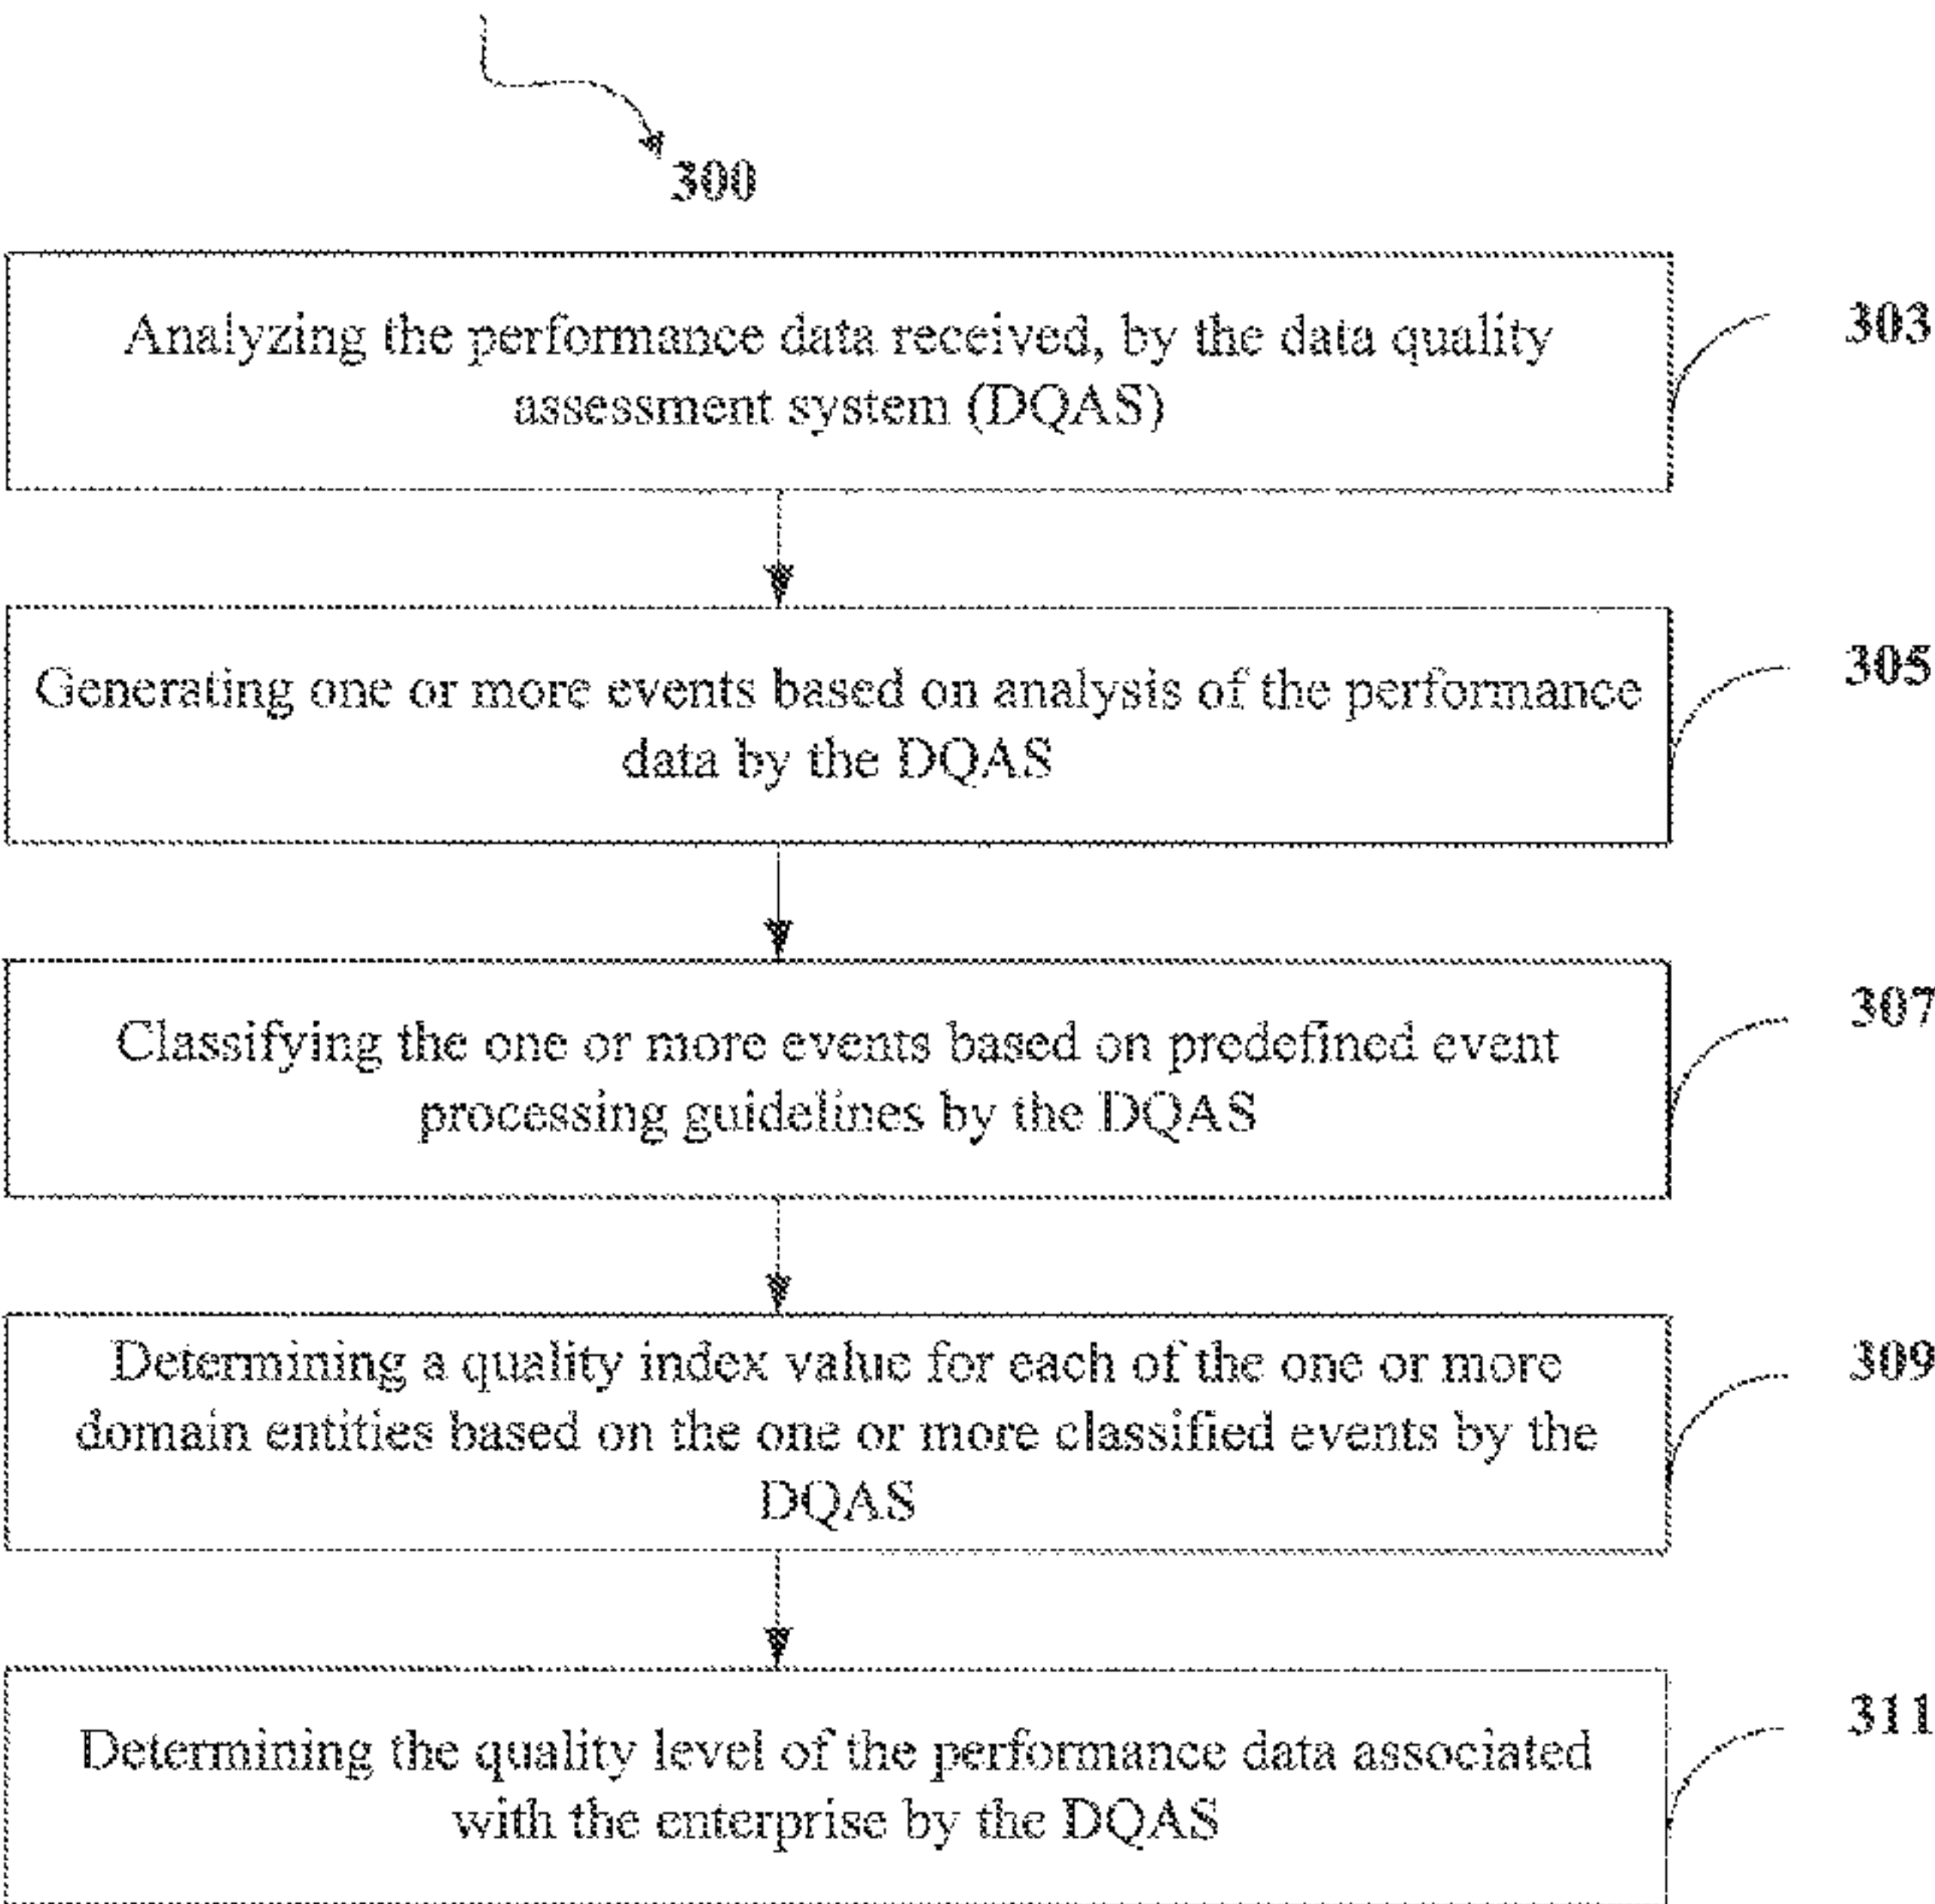 300
Analyzing the performance data received, by the data quality
assessment system (DQAS)
303
Generating one or more events based on analysis of the performance
data by the DQAS
305
Classifying the one or more events based on predefined event
processing guidelines by the DQAS
307
Determining a quality index value for each of the one or more
domain entities based on the one or more classified events by the
DQAS
309
Determining the quality level of the performance data associated
with the enterprise by the DQAS
311